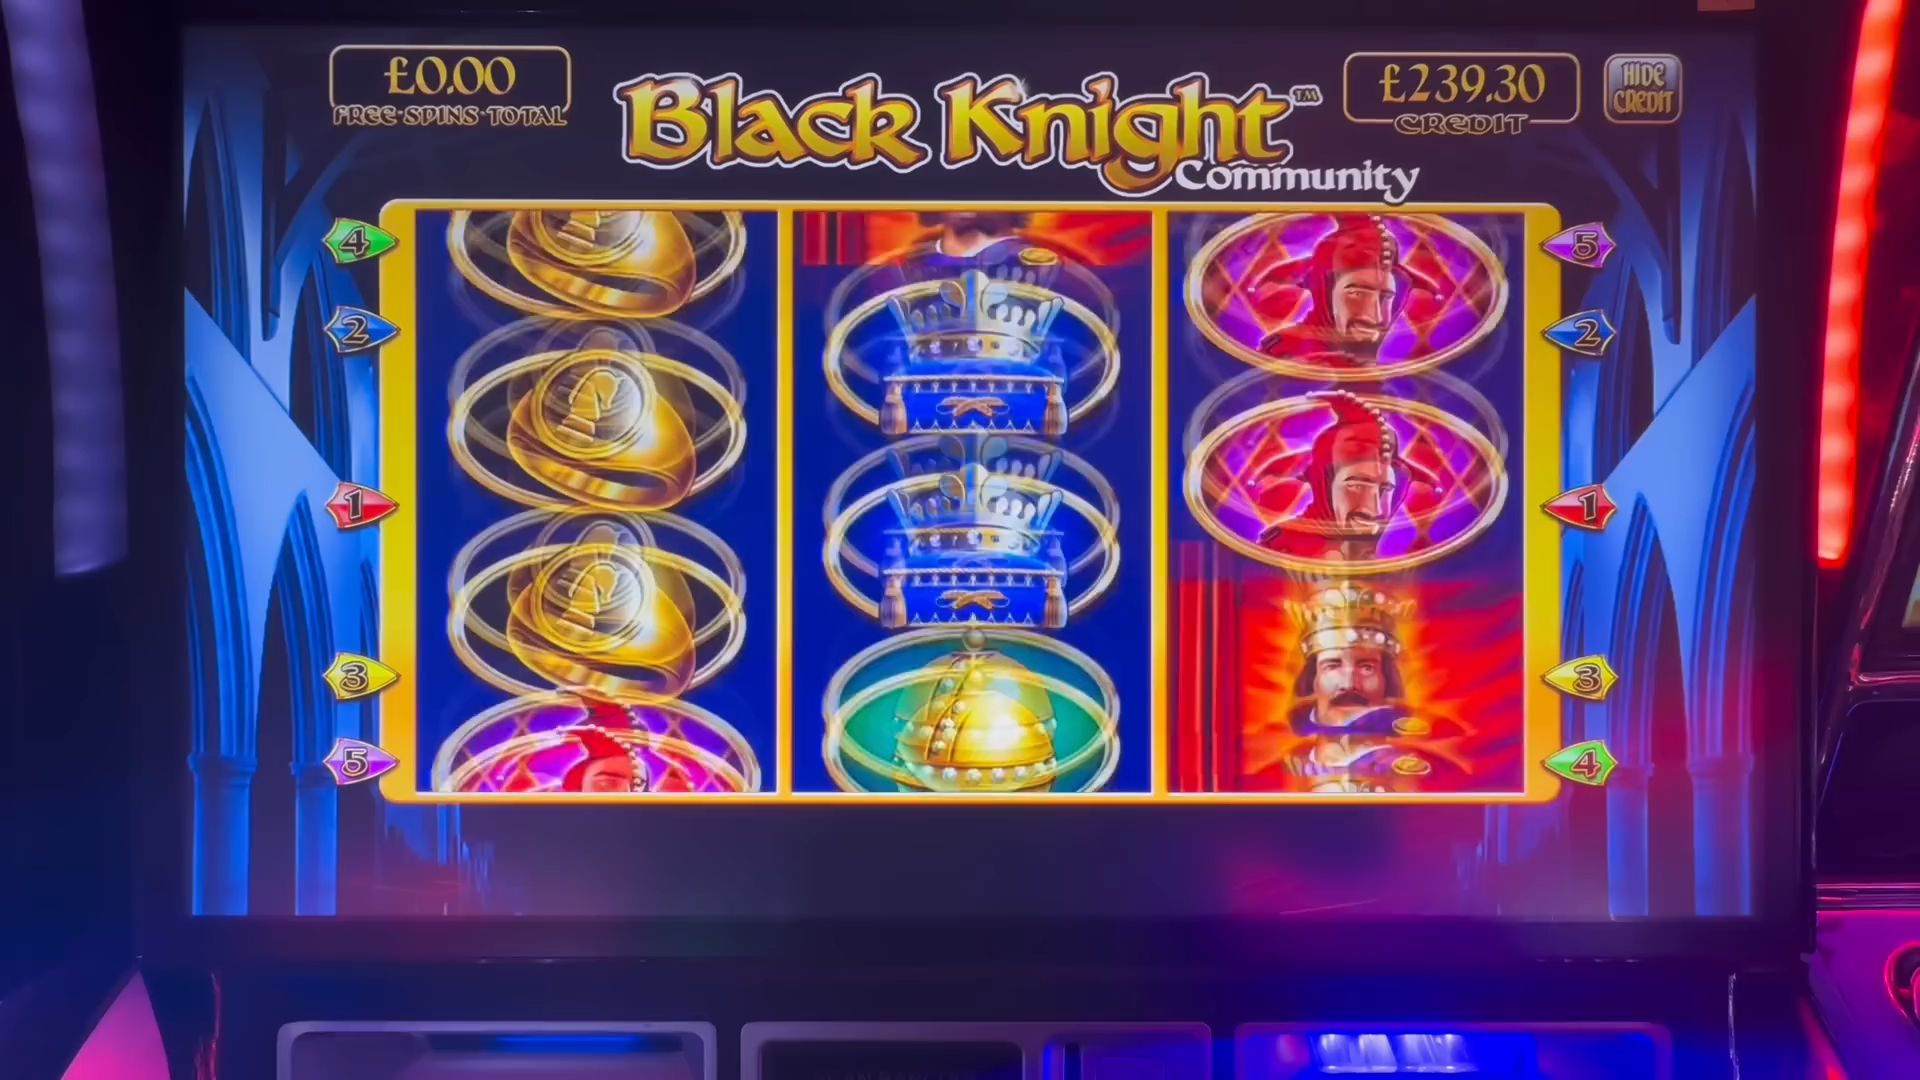 £0.00
FREE-SPINS-TOTAL
Black Knight™
Community
£239.30
CREDIT
HIDE
CREDIT
4
5
2
2
1
1
3
3
5
4